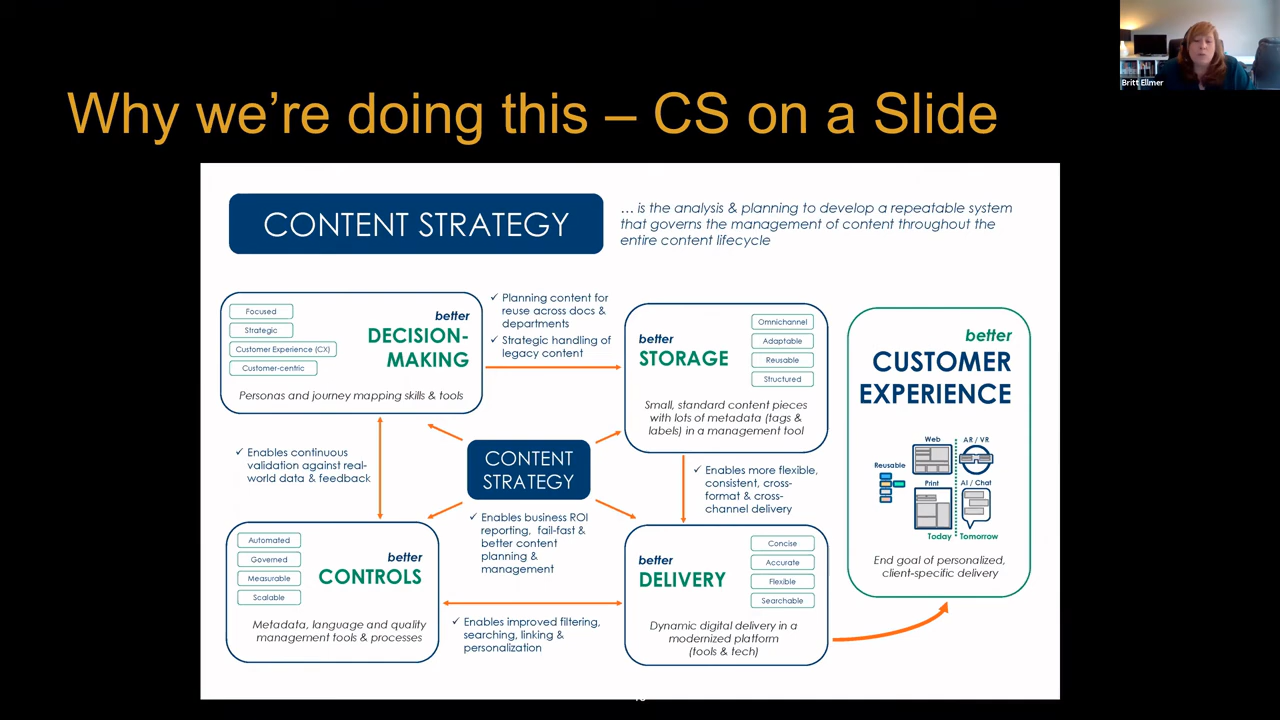 Britt Ellmer
Why we're doing this – CS on a Slide
CONTENT STRATEGY
... is the analysis & planning to develop a repeatable system
that governs the management of content throughout the
entire content lifecycle
Focused
Strategic
Customer Experience (CX)
Customer-centric
better
DECISION-
MAKING
Personas and journey mapping skills & tools
✓ Planning content for
reuse across docs &
departments
✓ Strategic handling of
legacy content
better
STORAGE
Omnichannel
Adaptable
Reusable
Structured
Small, standard content pieces
with lots of metadata (tags &
labels) in a management tool
✓ Enables continuous
validation against real-
world data & feedback
CONTENT
STRATEGY
✓ Enables business ROI
reporting, fail-fast &
better content
planning &
management
✓ Enables more flexible,
consistent, cross-
format & cross-
channel delivery
Automated
Governed
Measurable
Scalable
better
CONTROLS
Metadata, language and quality
management tools & processes
✓ Enables improved filtering,
searching, linking &
personalization
better
DELIVERY
Concise
Accurate
Flexible
Searchable
Dynamic digital delivery in a
modernized platform
(tools & tech)
better
CUSTOMER
EXPERIENCE
Web
AR / VR
Reusable
Print
AI / Chat
Today
Tomorrow
End goal of personalized,
client-specific delivery